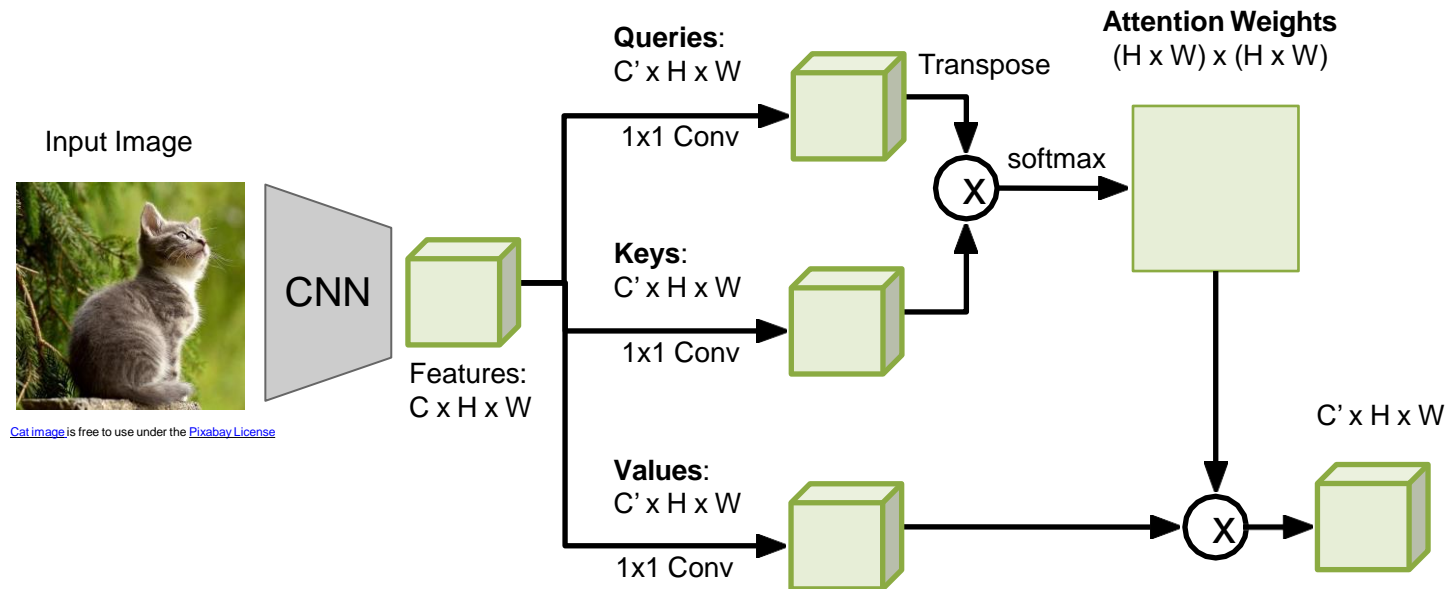 Input Image
Cat image is free to use under the Pixabay License
CNN
Features:
C x H x W
Queries:
C’ x H x W
1x1 Conv
Keys:
C’ x H x W
1x1 Conv
Values:
C’ x H x W
1x1 Conv
Transpose
X
softmax
Attention Weights
(H x W) x (H x W)
X
C’ x H x W